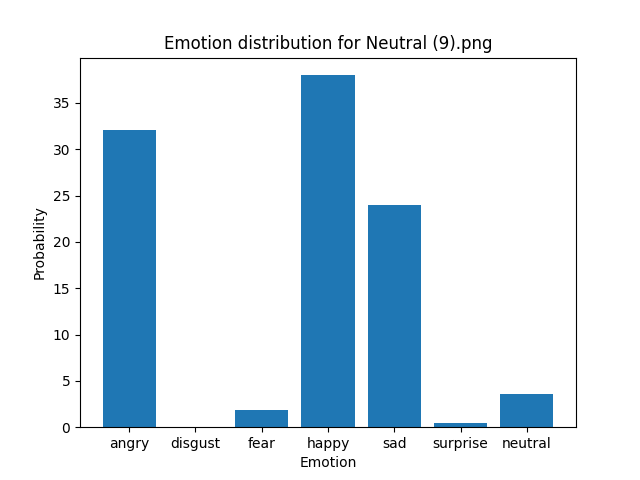 Emotion distribution for Neutral (9).png
Probability
35
30
25
20
15
10
5
0
angry disgust fear happy sad surprise neutral
Emotion